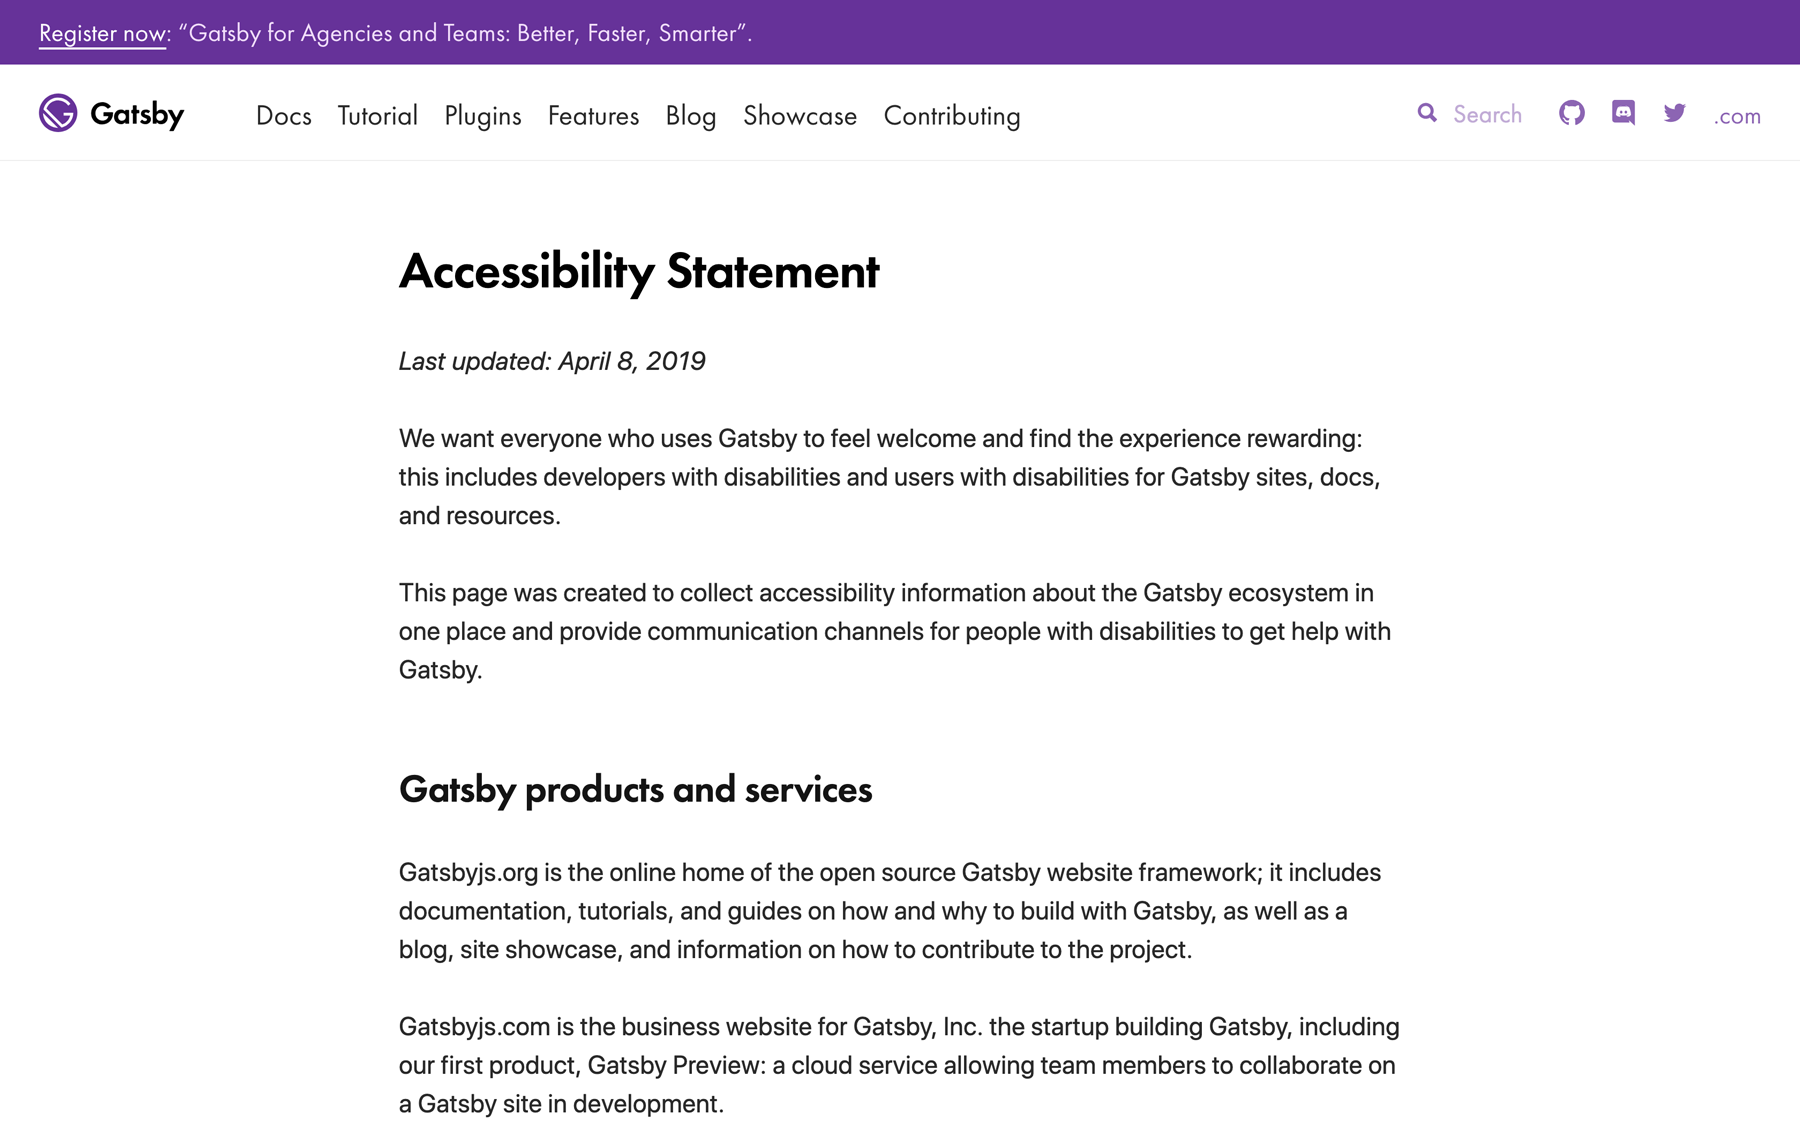 Register now: “Gatsby for Agencies and Teams: Better, Faster, Smarter”.
Gatsby Docs Tutorial Plugins Features Blog Showcase Contributing Search .com
Accessibility Statement
Last updated: April 8, 2019
We want everyone who uses Gatsby to feel welcome and find the experience rewarding:
this includes developers with disabilities and users with disabilities for Gatsby sites, docs,
and resources.
This page was created to collect accessibility information about the Gatsby ecosystem in
one place and provide communication channels for people with disabilities to get help with
Gatsby.
Gatsby products and services
Gatsbyjs.org is the online home of the open source Gatsby website framework; it includes
documentation, tutorials, and guides on how and why to build with Gatsby, as well as a
blog, site showcase, and information on how to contribute to the project.
Gatsbyjs.com is the business website for Gatsby, Inc. the startup building Gatsby, including
our first product, Gatsby Preview: a cloud service allowing team members to collaborate on
a Gatsby site in development.